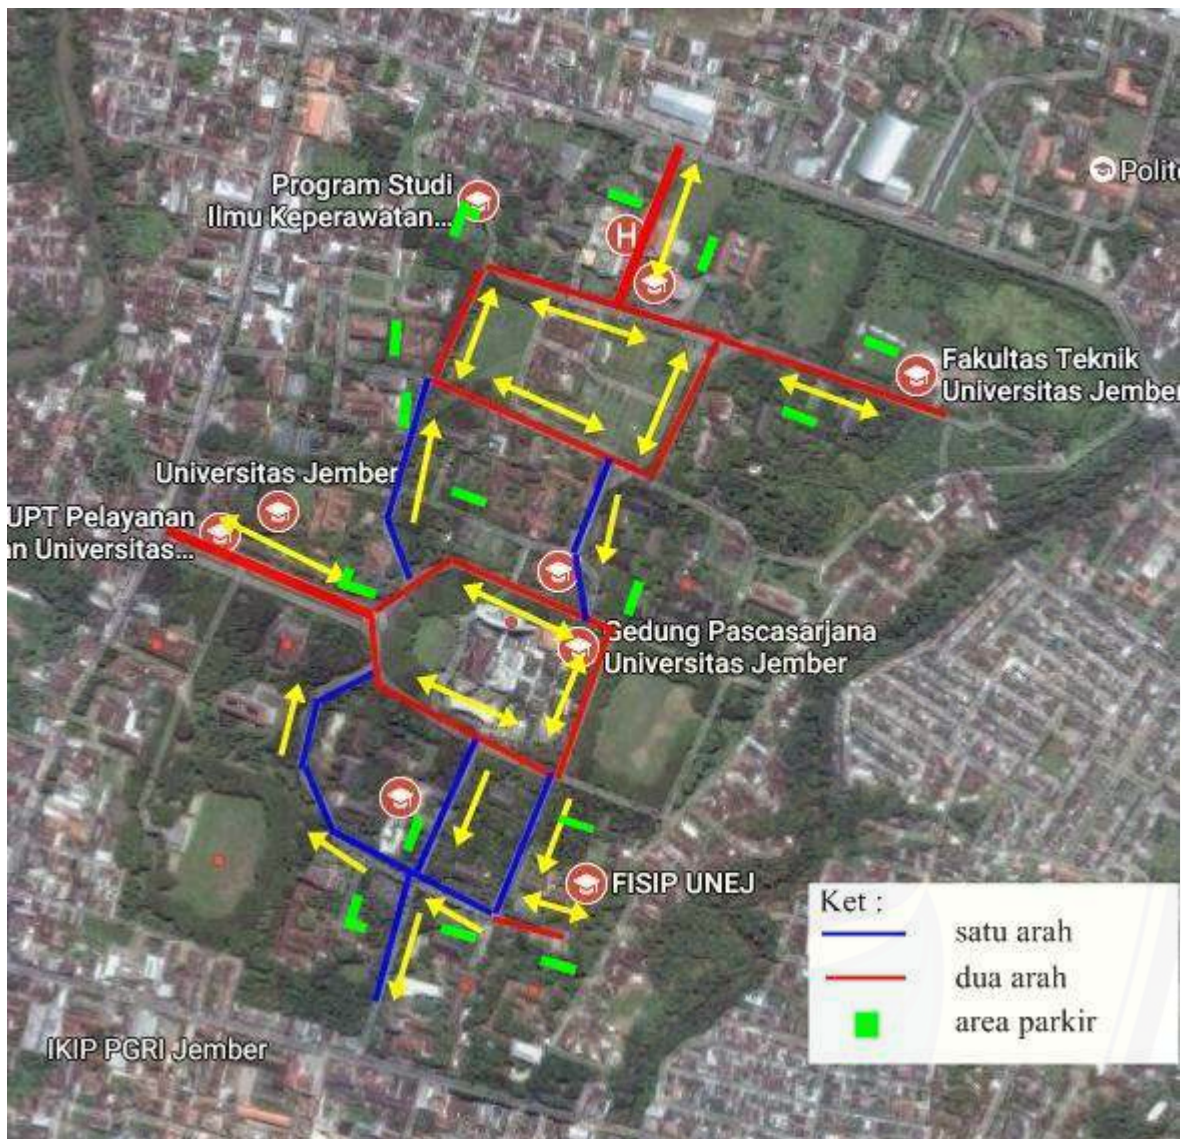 Program Studi
Ilmu Keperawatan...
H
Polite
Fakultas Teknik
Universitas Jember
Universitas Jember
UPT Pelayanan
an Universitas...
Gedung Pascasarjana
Universitas Jember
FISIP UNEJ
IKIP PGRI Jember
Ket :
satu arah
dua arah
area parkir